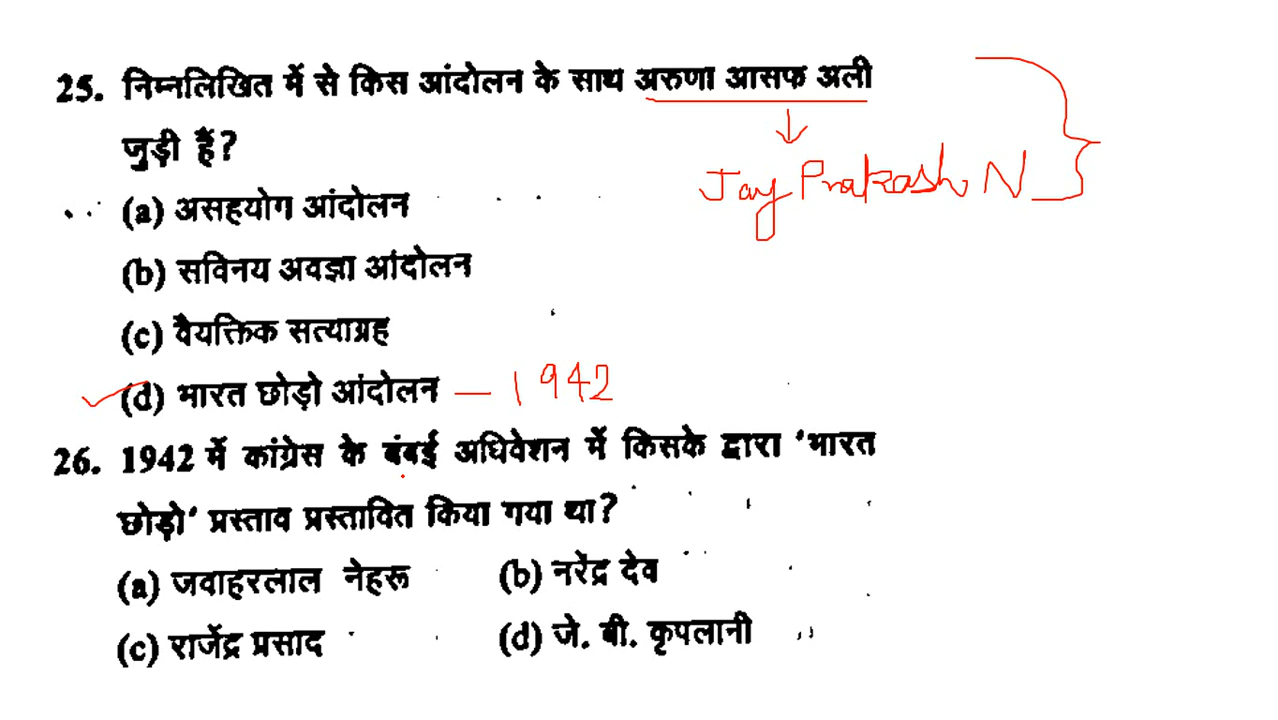 25. निम्नलिखित में से किस आंदोलन के साथ अरुणा आसफ अली
जुड़ी हैं?
Jay Prakash N
(a) असहयोग आंदोलन
(b) सविनय अवज्ञा आंदोलन
(c) वैयक्तिक सत्याग्रह
(d) भारत छोड़ो आंदोलन — 1942
26. 1942 में कांग्रेस के बंबई अधिवेशन में किसके द्वारा 'भारत
छोड़ो' प्रस्ताव प्रस्तावित किया गया था?
(a) जवाहरलाल नेहरू (b) नरेंद्र देव
(c) राजेंद्र प्रसाद (d) जे. बी. कृपलानी